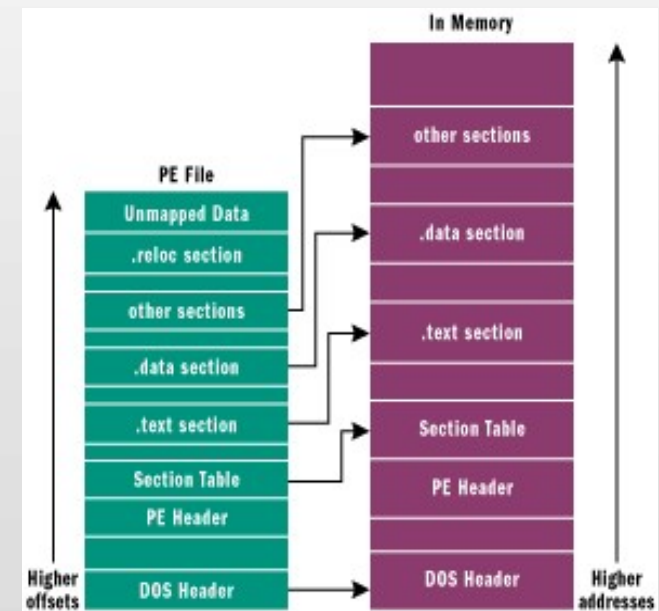 In Memory
other sections
.data section
.text section
Section Table
PE Header
DOS Header
Higher
addresses
PE File
Unmapped Data
.reloc section
other sections
.data section
.text section
Section Table
PE Header
DOS Header
Higher
offsets